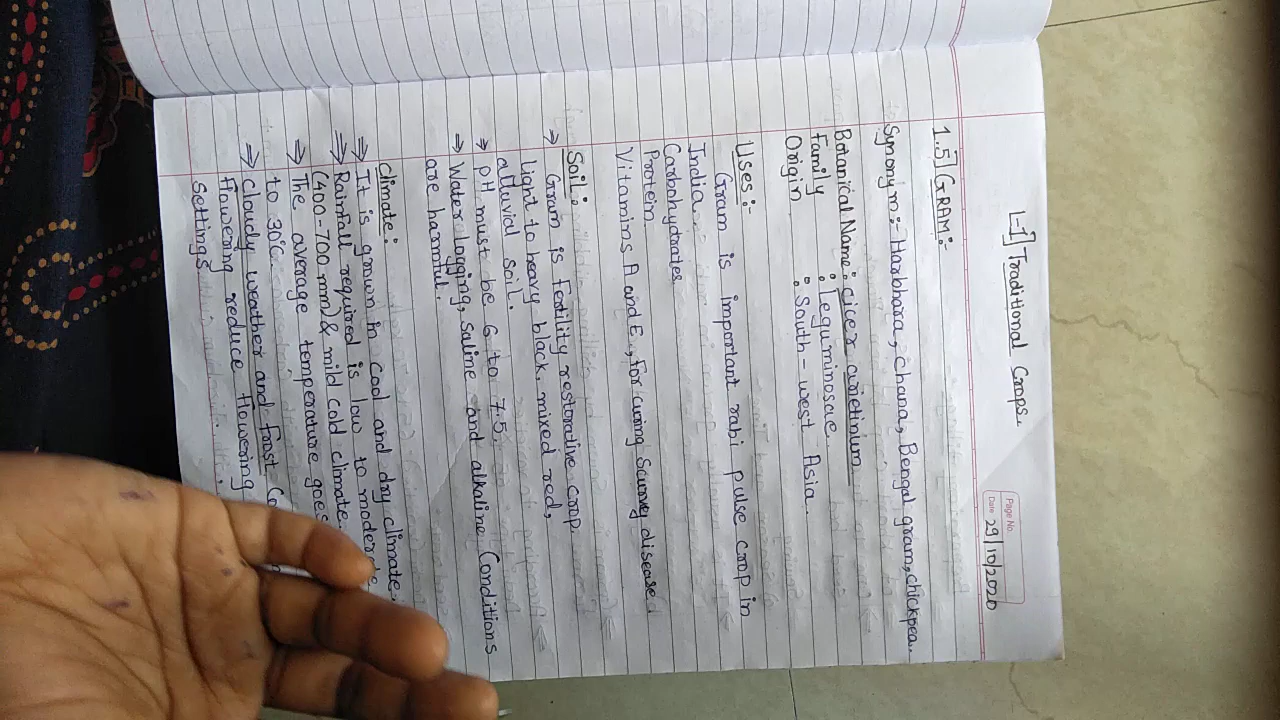 Page No.
Date 29/10/2020
L-1] Traditional Crops.
1.5] GRAM:
Synonym :- Harbhara, chana, Bengal gram, chickpea.
Botanical Name : cicer arietinum
Family : Leguminosae.
Origin : South-west Asia.
Uses:-
Gram is important rabi pulse crop in
India.
Carbohydrates
Protein
Vitamins A and E, for curing Scurvy disease.
Soil:
⇒ Gram is Fertility restorative crop
Light to heavy black, mixed red,
alluvial soil.
⇒ pH must be 6 to 7.5.
⇒ Water logging, saline and alkaline Conditions
are harmful.
climate:
⇒ It is grown in cool and dry climate.
⇒ Rainfall required is low to moderate
(400-700 mm) & mild cold climate.
⇒ The average temperature goes
to 30°C.
⇒ cloudy weather and frost
flowering reduce flowering
settings.